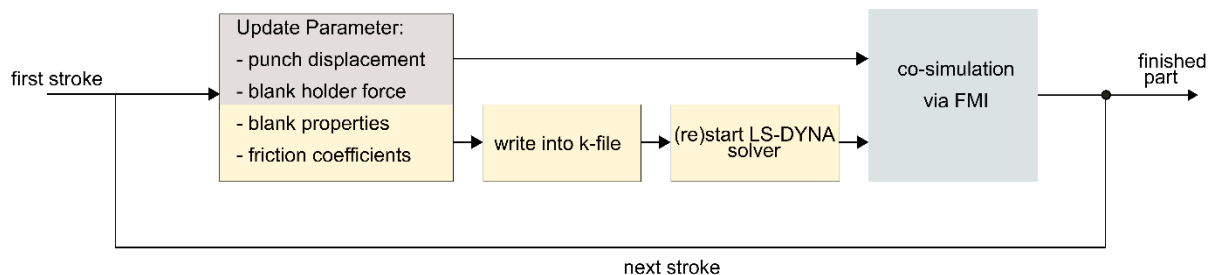 first stroke
Update Parameter:
- punch displacement
- blank holder force
- blank properties
- friction coefficients
write into k-file
(re)start LS-DYNA
solver
co-simulation
via FMI
finished
part
next stroke